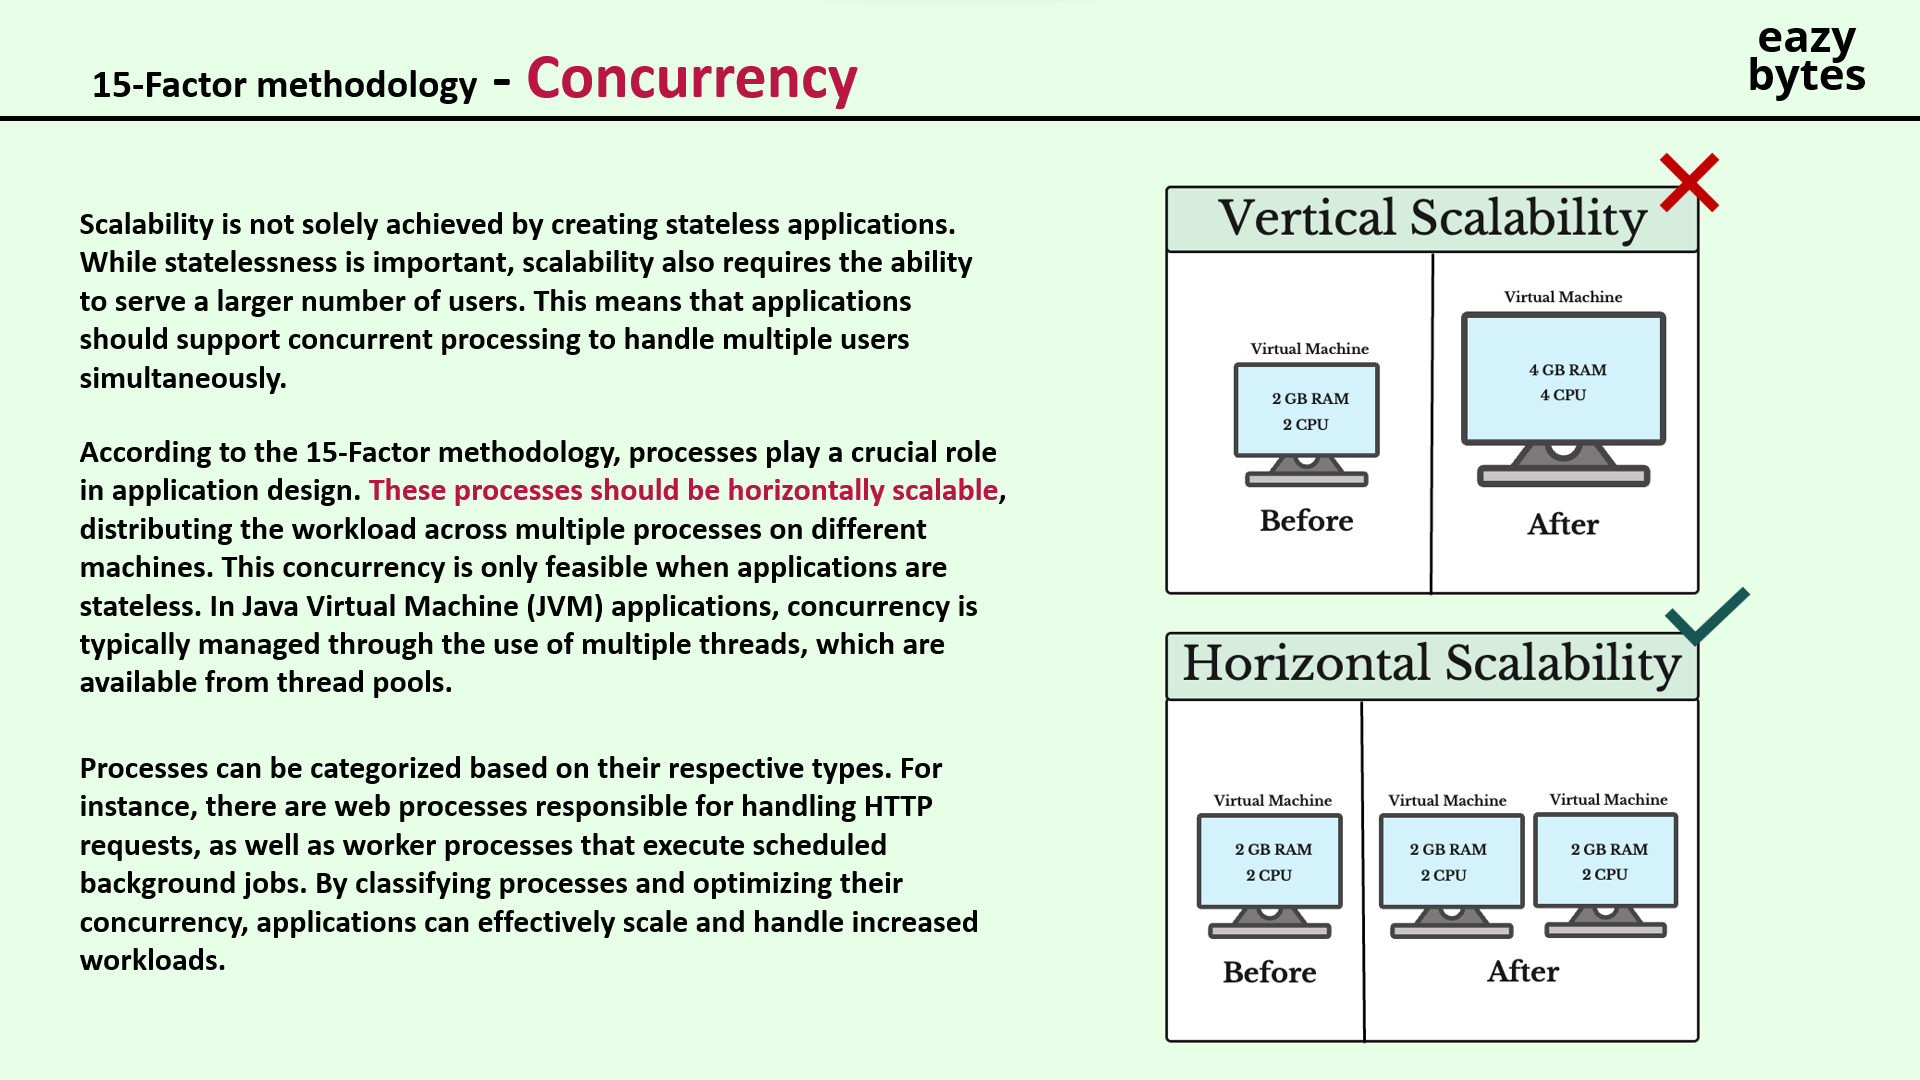 15-Factor methodology - Concurrency
eazy
bytes
Scalability is not solely achieved by creating stateless applications.
While statelessness is important, scalability also requires the ability
to serve a larger number of users. This means that applications
should support concurrent processing to handle multiple users
simultaneously.
According to the 15-Factor methodology, processes play a crucial role
in application design. These processes should be horizontally scalable,
distributing the workload across multiple processes on different
machines. This concurrency is only feasible when applications are
stateless. In Java Virtual Machine (JVM) applications, concurrency is
typically managed through the use of multiple threads, which are
available from thread pools.
Processes can be categorized based on their respective types. For
instance, there are web processes responsible for handling HTTP
requests, as well as worker processes that execute scheduled
background jobs. By classifying processes and optimizing their
concurrency, applications can effectively scale and handle increased
workloads.
Vertical Scalability
Virtual Machine
2 GB RAM
2 CPU
Before
Virtual Machine
4 GB RAM
4 CPU
After
Horizontal Scalability
Virtual Machine
2 GB RAM
2 CPU
Before
Virtual Machine
2 GB RAM
2 CPU
Virtual Machine
2 GB RAM
2 CPU
After